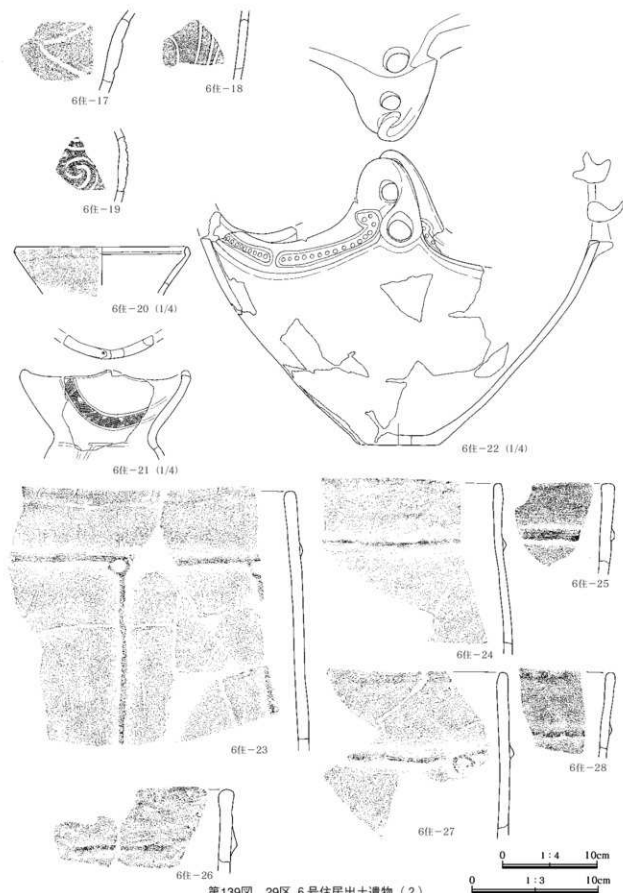 6住-17
6住-18
6住-19
6住-20 (1/4)
6住-21 (1/4)
6住-22 (1/4)
6住-23
6住-24
6住-25
6住-26
6住-27
6住-28
0 1:4 10cm
0 1:3 10cm
第139図 29区 6号住居出土遺物(2)